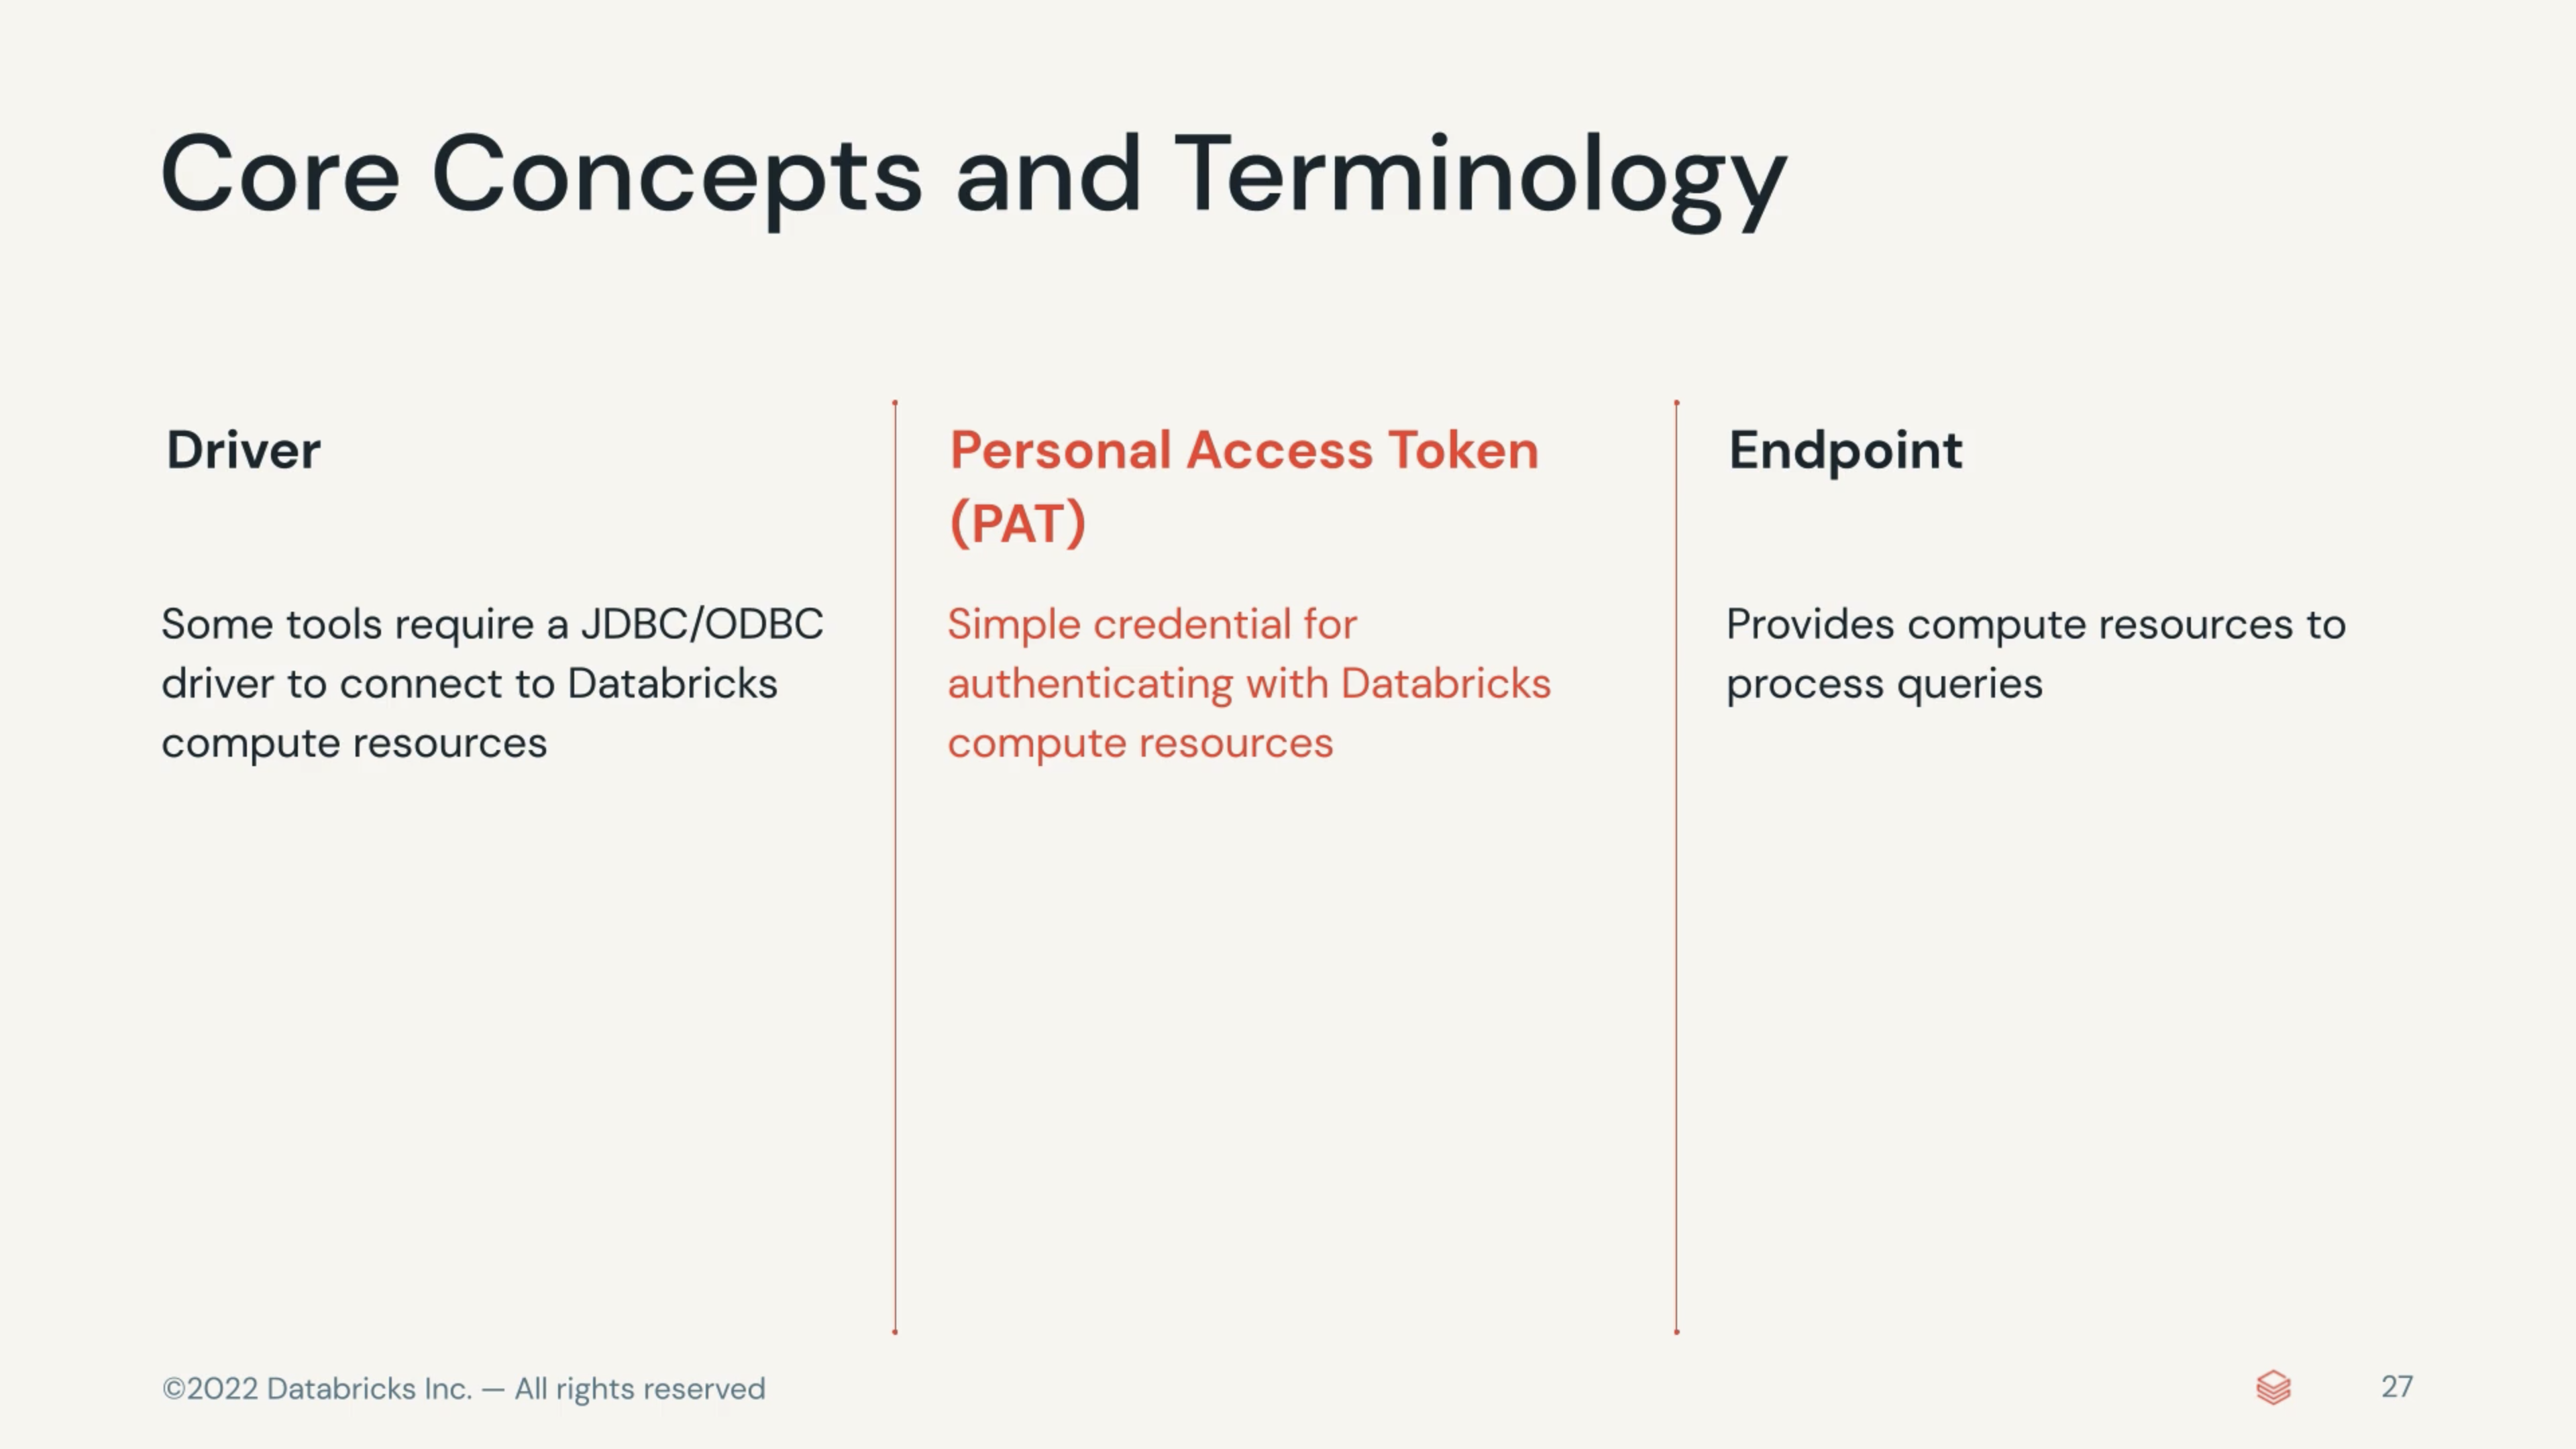 Core Concepts and Terminology
Driver
Some tools require a JDBC/ODBC
driver to connect to Databricks
compute resources
Personal Access Token
(PAT)
Simple credential for
authenticating with Databricks
compute resources
Endpoint
Provides compute resources to
process queries
©2022 Databricks Inc. — All rights reserved
27